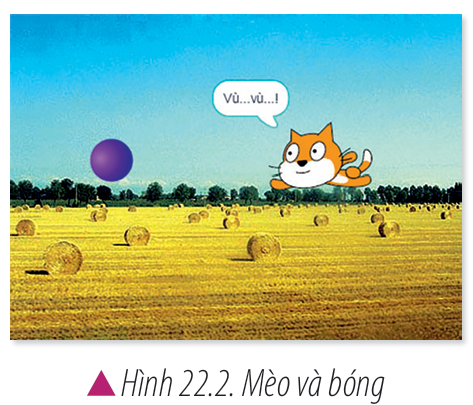 Vù...vù...!
▲ Hình 22.2. Mèo và bóng